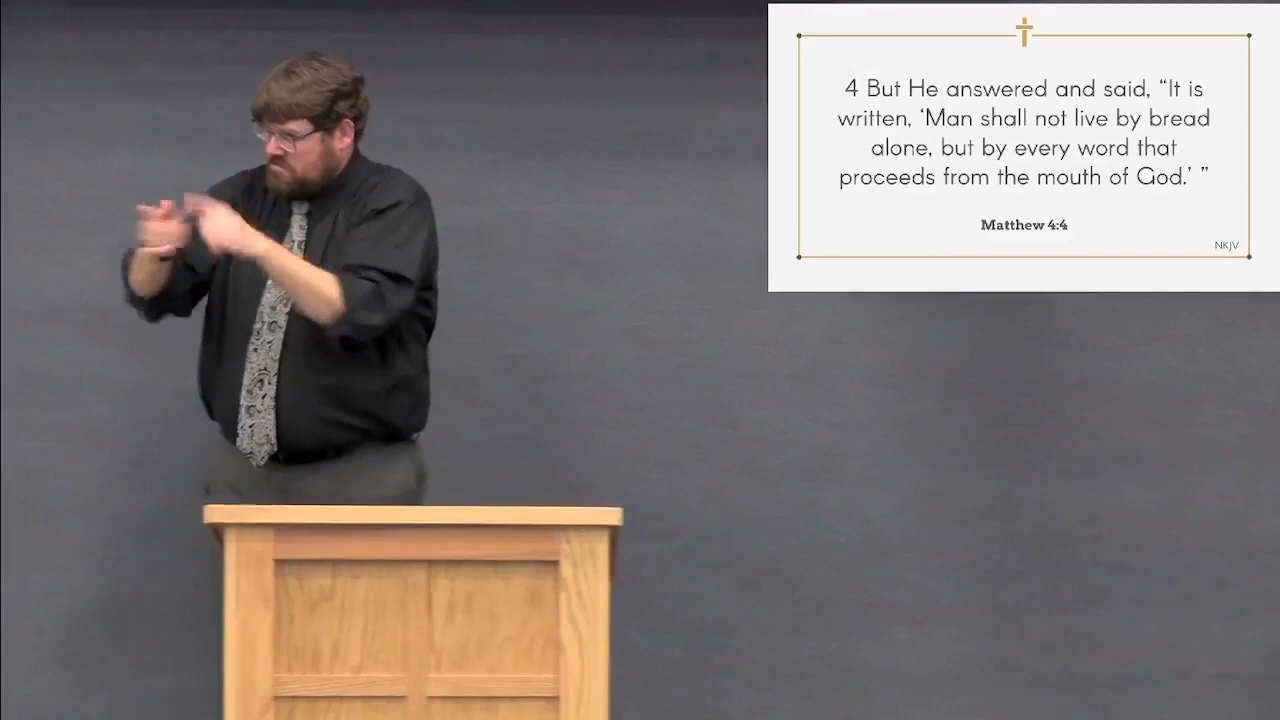 4 But He answered and said, “It is
written, ‘Man shall not live by bread
alone, but by every word that
proceeds from the mouth of God.’ ”
Matthew 4:4
NKJV